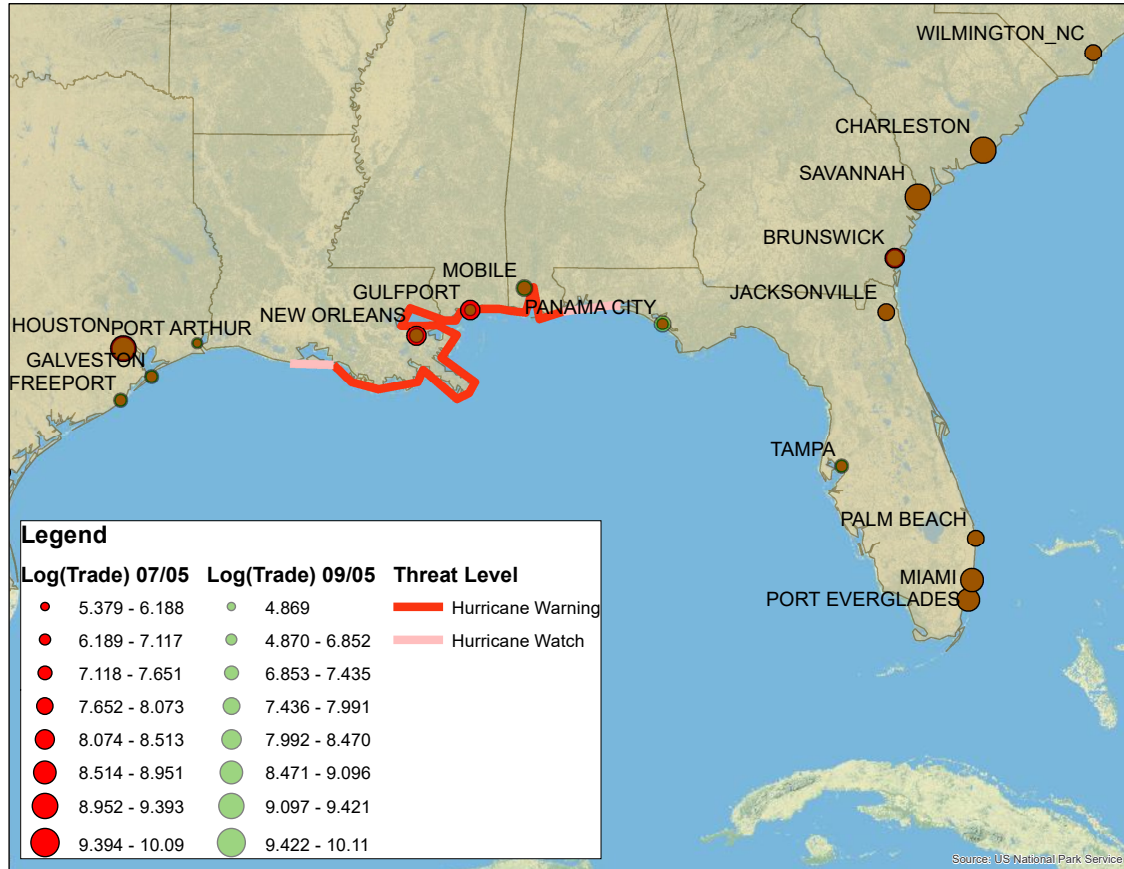 WILMINGTON_NC
CHARLESTON
SAVANNAH
BRUNSWICK
MOBILE
GULFPORT
JACKSONVILLE
PANAMA CITY
NEW ORLEANS
HOUSTON
PORT ARTHUR
GALVESTON
FREEPORT
TAMPA
PALM BEACH
MIAMI
PORT EVERGLADES
Legend
Log(Trade) 07/05 Log(Trade) 09/05 Threat Level
5.379 - 6.188 4.869 Hurricane Warning
6.189 - 7.117 4.870 - 6.852 Hurricane Watch
7.118 - 7.651 6.853 - 7.435
7.652 - 8.073 7.436 - 7.991
8.074 - 8.513 7.992 - 8.470
8.514 - 8.951 8.471 - 9.096
8.952 - 9.393 9.097 - 9.421
9.394 - 10.09 9.422 - 10.11
Source: US National Park Service